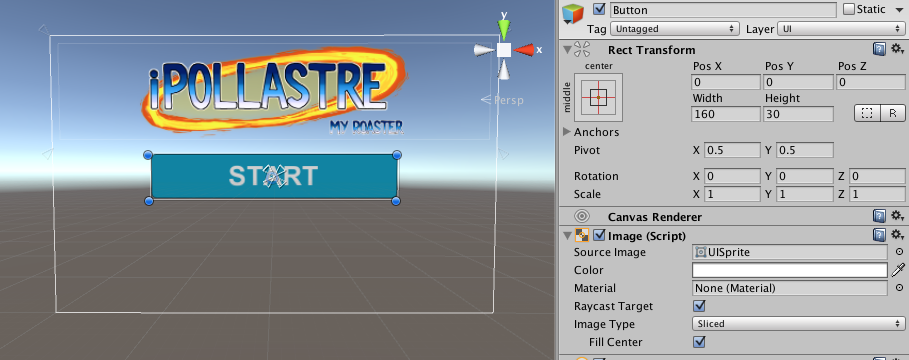 y
x
Persp
iPOLLASTRE
MY ROASTER
START
Button
Static
Tag Untagged Layer UI
Rect Transform
center
middle
Pos X Pos Y Pos Z
0 0 0
Width Height
160 30
R
Anchors
Pivot X 0.5 Y 0.5
Rotation X 0 Y 0 Z 0
Scale X 1 Y 1 Z 1
Canvas Renderer
Image (Script)
Source Image UISprite
Color
Material None (Material)
Raycast Target
Image Type Sliced
Fill Center